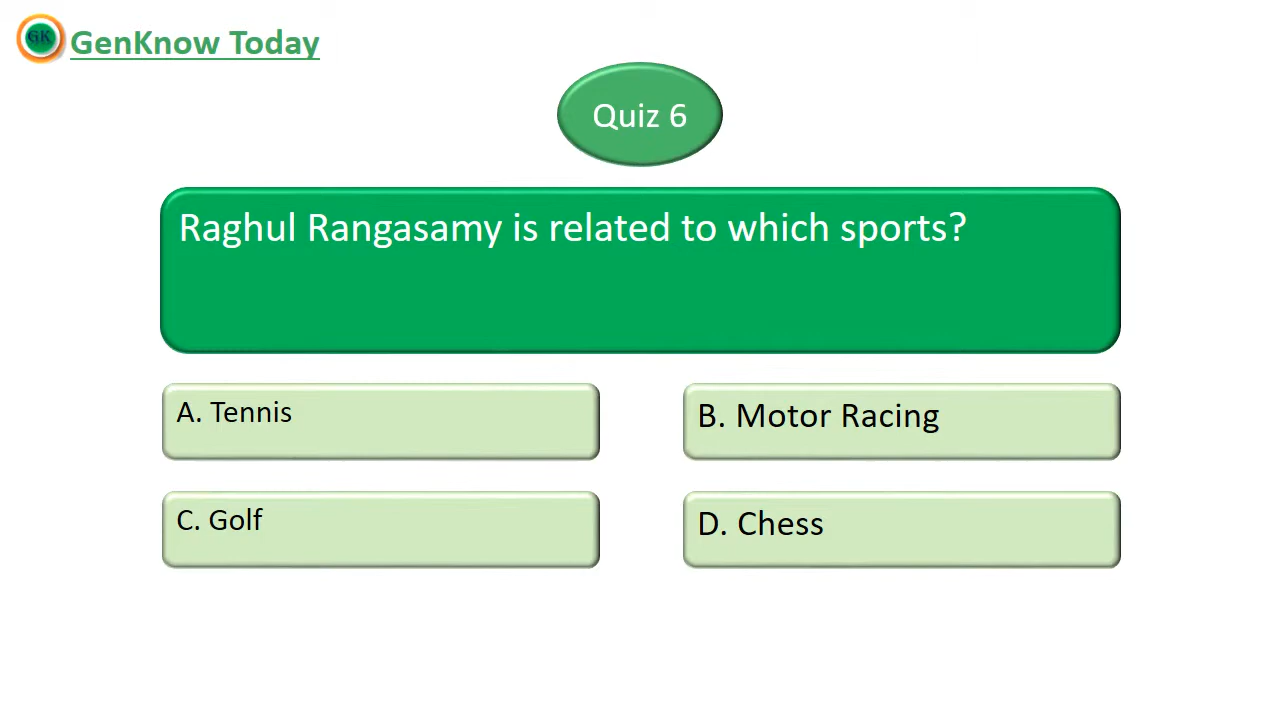 GK
GenKnow Today
Quiz 6
Raghul Rangasamy is related to which sports?
A. Tennis
B. Motor Racing
C. Golf
D. Chess